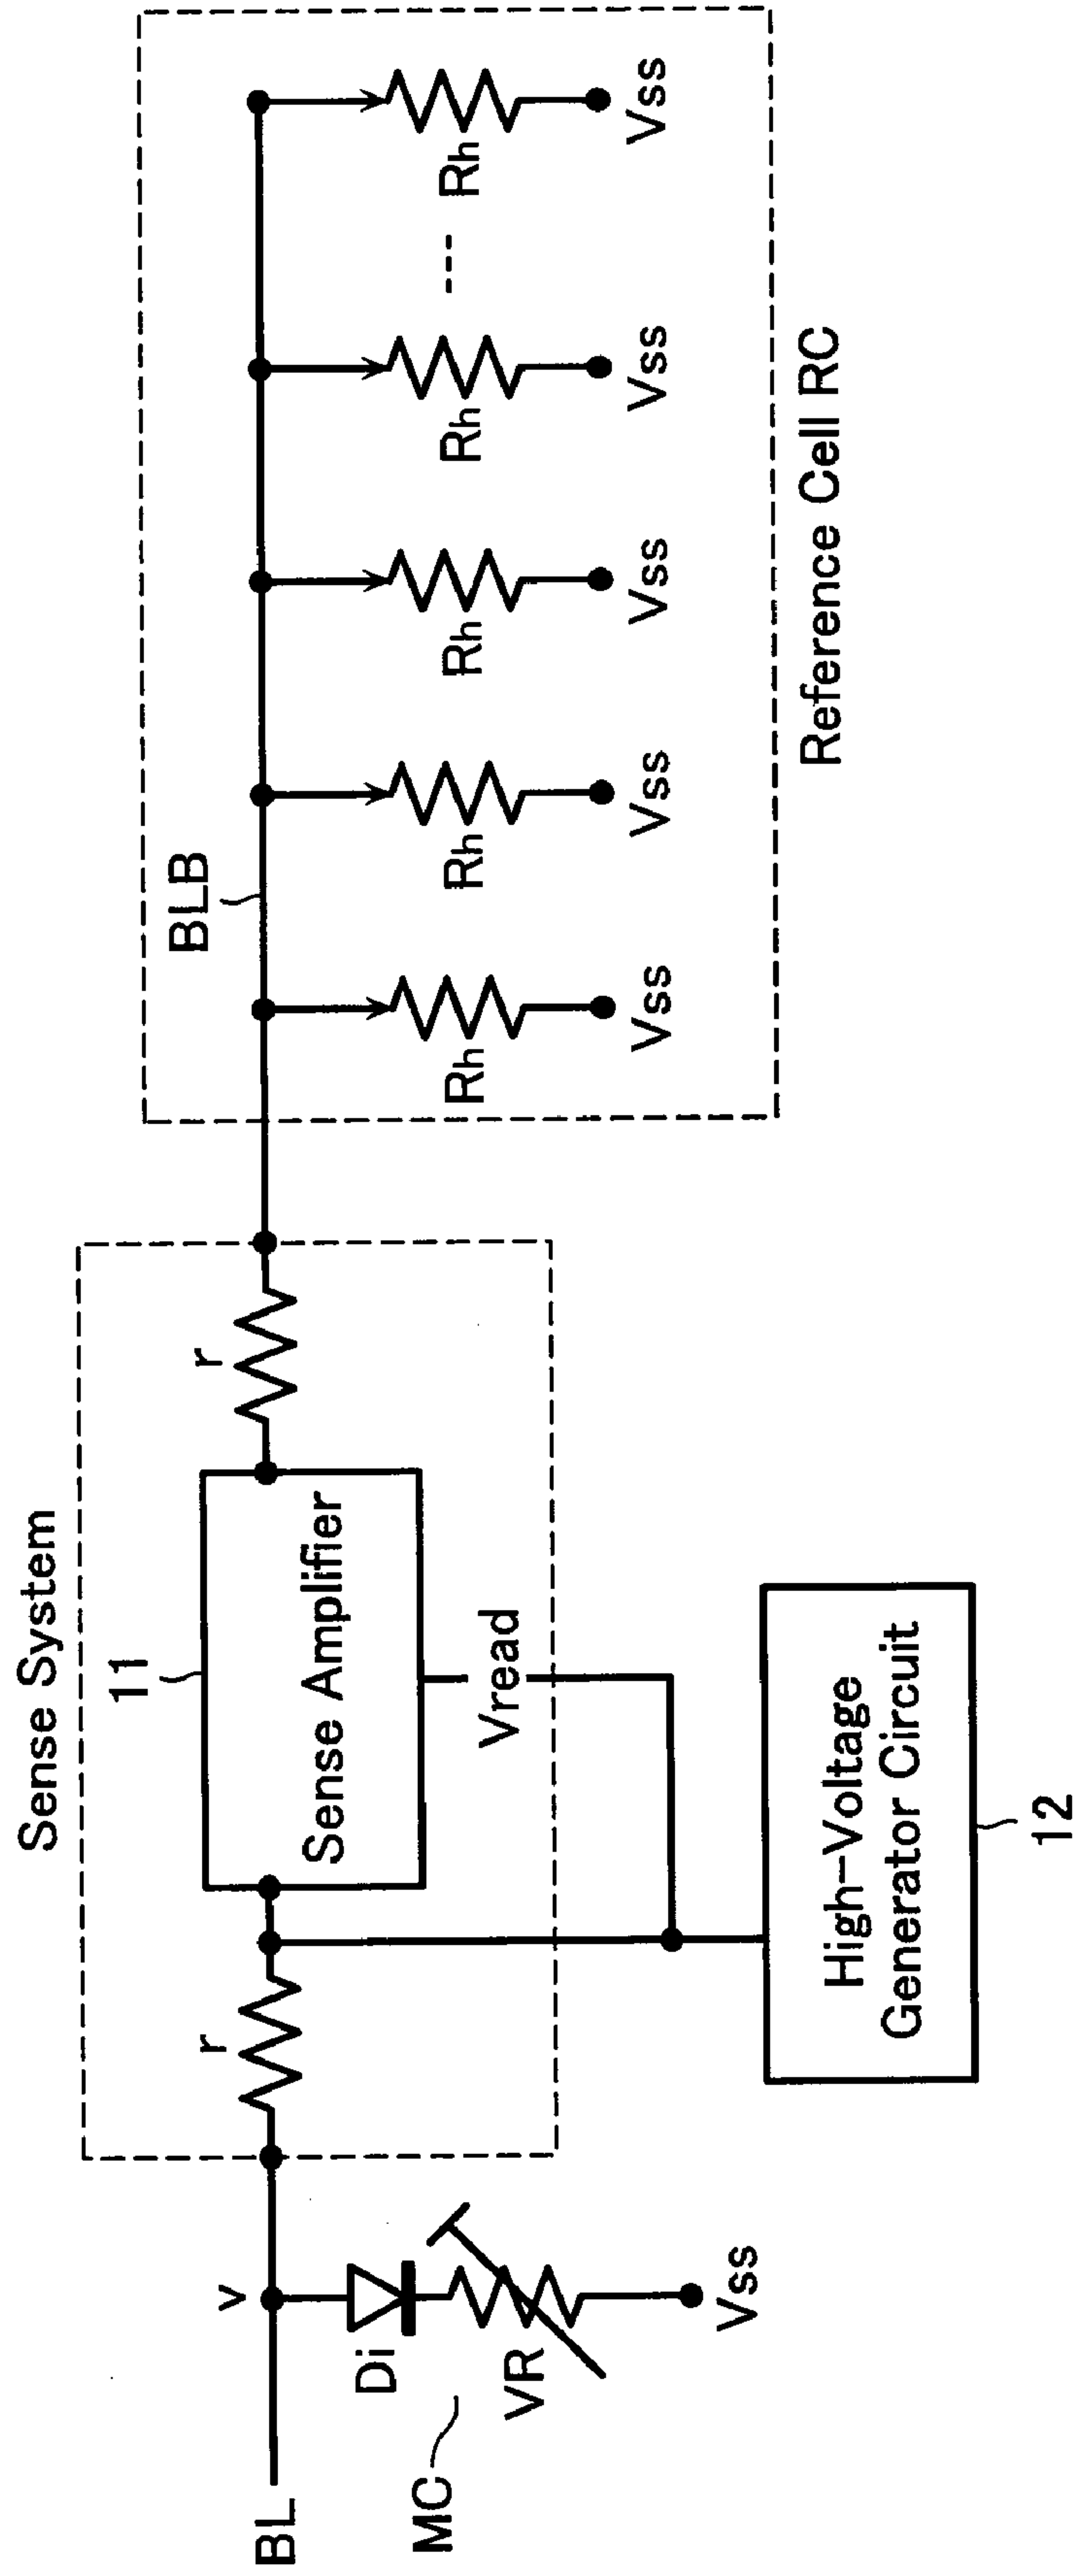 Sense System
11
Sense Amplifier
Vread
r
r
BL
v
Di
VR
MC
Vss
High-Voltage
Generator Circuit
12
BLB
Rh
Rh
Rh
Rh
---
Rh
Vss
Vss
Vss
Vss
Vss
Reference Cell RC